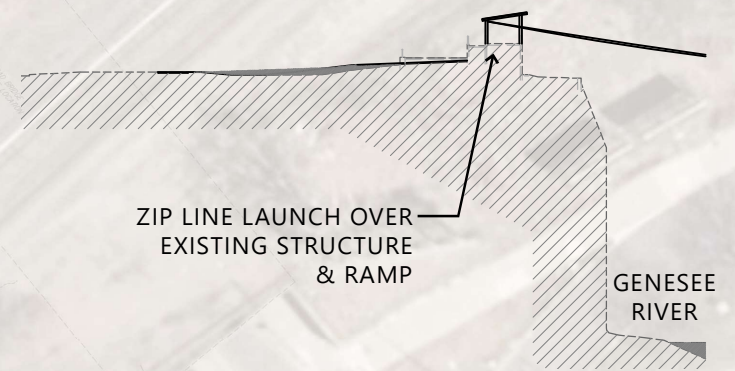 ZIP LINE LAUNCH OVER
EXISTING STRUCTURE
& RAMP
GENESEE
RIVER